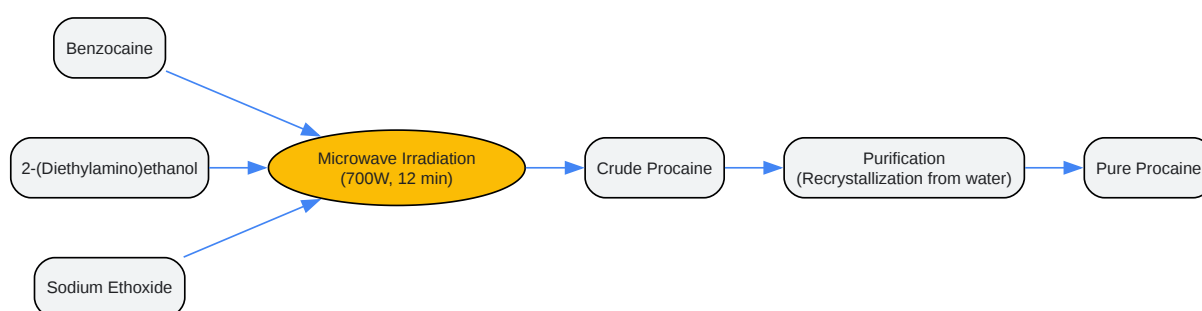 Benzocaine
2-(Diethylamino)ethanol
Sodium Ethoxide
Microwave Irradiation
(700W, 12 min)
Crude Procaine
Purification
(Recrystallization from water)
Pure Procaine